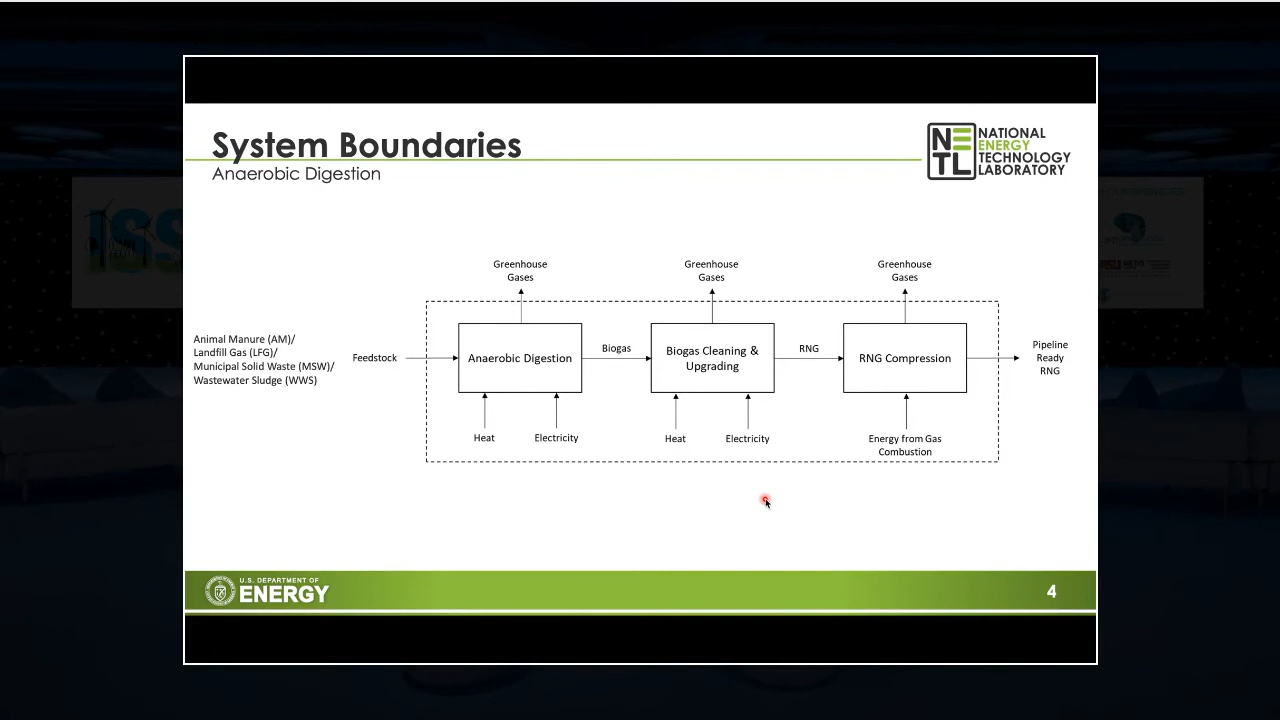 System Boundaries
Anaerobic Digestion
NETL
NATIONAL
ENERGY
TECHNOLOGY
LABORATORY
Greenhouse
Gases
Greenhouse
Gases
Greenhouse
Gases
Animal Manure (AM)/
Landfill Gas (LFG)/
Municipal Solid Waste (MSW)/
Wastewater Sludge (WWS)
Feedstock
Anaerobic Digestion
Biogas
Biogas Cleaning &
Upgrading
RNG
RNG Compression
Pipeline
Ready
RNG
Heat
Electricity
Heat
Electricity
Energy from Gas
Combustion
U.S. DEPARTMENT OF
ENERGY
4
ISS